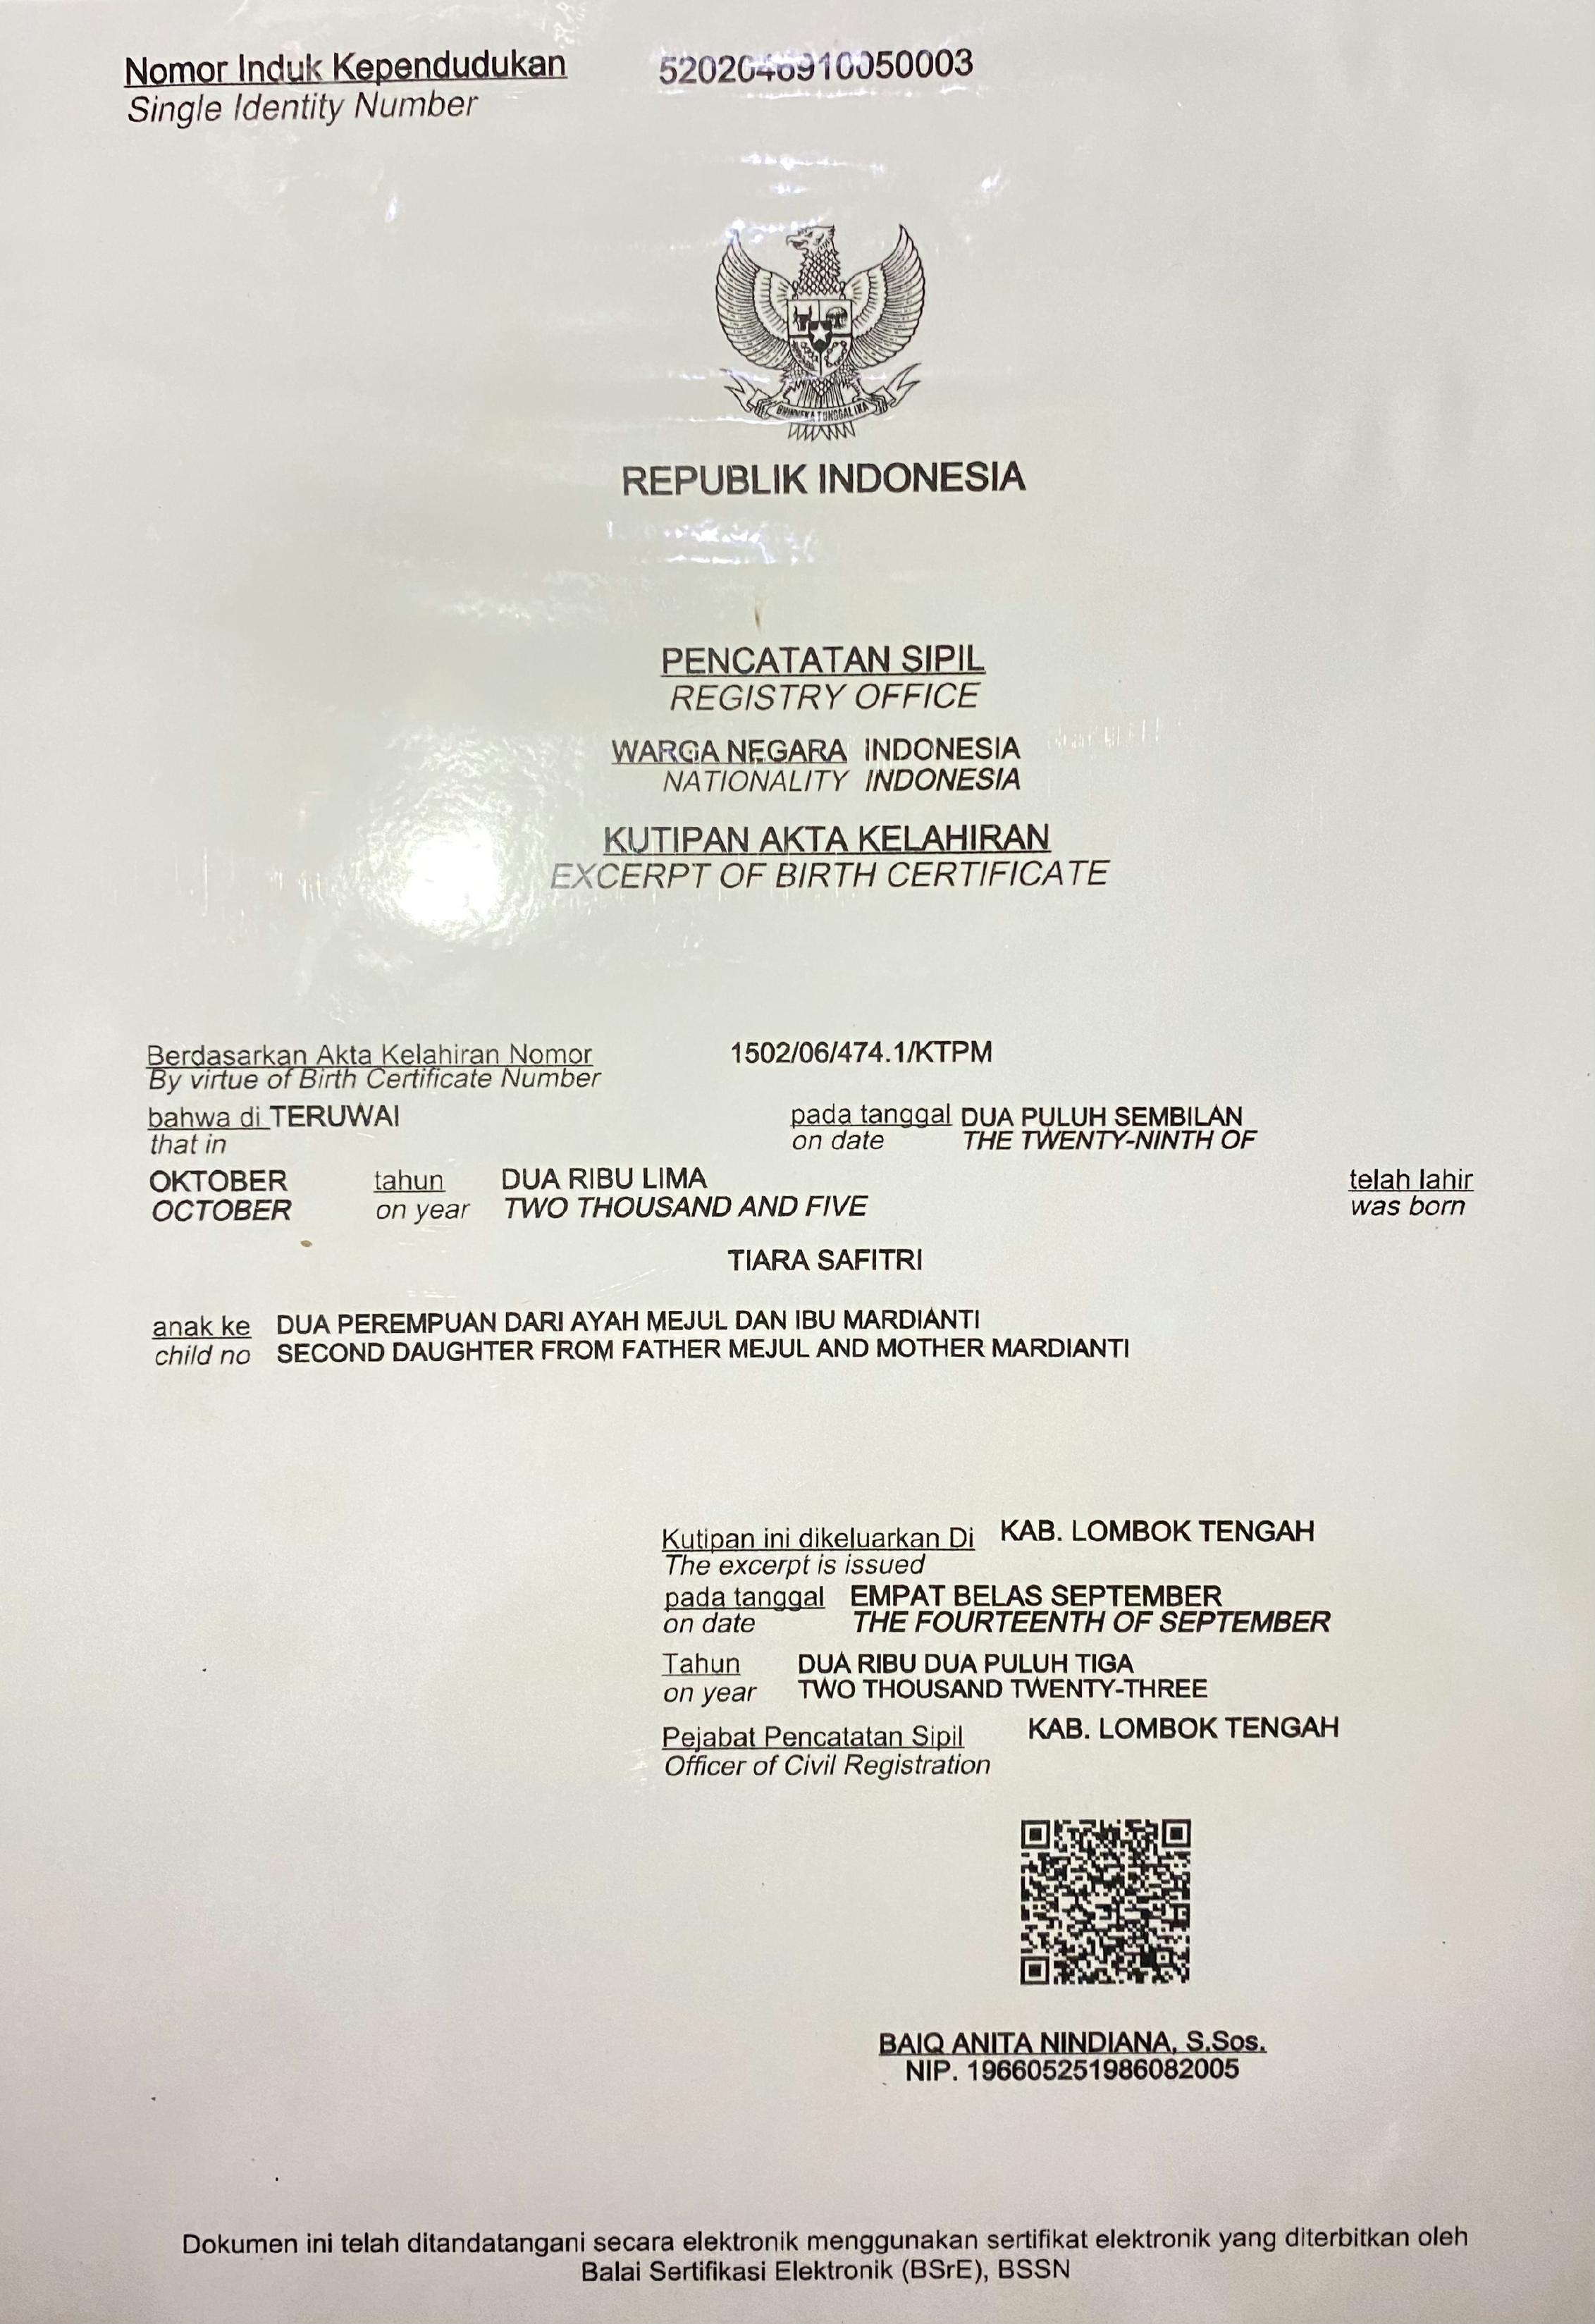 Nomor Induk Kependudukan 5202046910050003
Single Identity Number
BHINNEKA TUNGGAL IKA
REPUBLIK INDONESIA
PENCATATAN SIPIL
REGISTRY OFFICE
WARGA NEGARA INDONESIA
NATIONALITY INDONESIA
KUTIPAN AKTA KELAHIRAN
EXCERPT OF BIRTH CERTIFICATE
Berdasarkan Akta Kelahiran Nomor 1502/06/474.1/KTPM
By virtue of Birth Certificate Number
bahwa di TERUWAI pada tanggal DUA PULUH SEMBILAN
that in on date THE TWENTY-NINTH OF
OKTOBER tahun DUA RIBU LIMA telah lahir
OCTOBER on year TWO THOUSAND AND FIVE was born
TIARA SAFITRI
anak ke DUA PEREMPUAN DARI AYAH MEJUL DAN IBU MARDIANTI
child no SECOND DAUGHTER FROM FATHER MEJUL AND MOTHER MARDIANTI
Kutipan ini dikeluarkan Di KAB. LOMBOK TENGAH
The excerpt is issued
pada tanggal EMPAT BELAS SEPTEMBER
on date THE FOURTEENTH OF SEPTEMBER
Tahun DUA RIBU DUA PULUH TIGA
on year TWO THOUSAND TWENTY-THREE
Pejabat Pencatatan Sipil KAB. LOMBOK TENGAH
Officer of Civil Registration
BAIQ ANITA NINDIANA, S.Sos.
NIP. 196605251986082005
Dokumen ini telah ditandatangani secara elektronik menggunakan sertifikat elektronik yang diterbitkan oleh
Balai Sertifikasi Elektronik (BSrE), BSSN